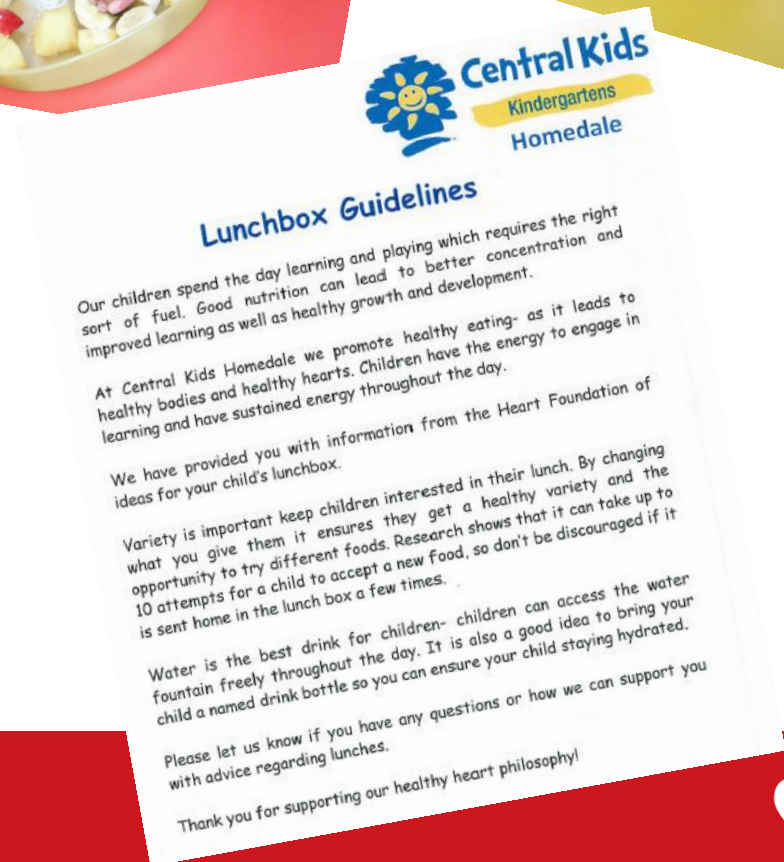 Central Kids
Kindergartens
Homedale
Lunchbox Guidelines
Our children spend the day learning and playing which requires the right
sort of fuel. Good nutrition can lead to better concentration and
improved learning as well as healthy growth and development.
At Central Kids Homedale we promote healthy eating- as it leads to
healthy bodies and healthy hearts. Children have the energy to engage in
learning and have sustained energy throughout the day.
We have provided you with information from the Heart Foundation of
ideas for your child's lunchbox.
Variety is important keep children interested in their lunch. By changing
what you give them it ensures they get a healthy variety and the
opportunity to try different foods. Research shows that it can take up to
10 attempts for a child to accept a new food, so don't be discouraged if it
is sent home in the lunch box a few times.
Water is the best drink for children- children can access the water
fountain freely throughout the day. It is also a good idea to bring your
child a named drink bottle so you can ensure your child staying hydrated.
Please let us know if you have any questions or how we can support you
with advice regarding lunches.
Thank you for supporting our healthy heart philosophy!